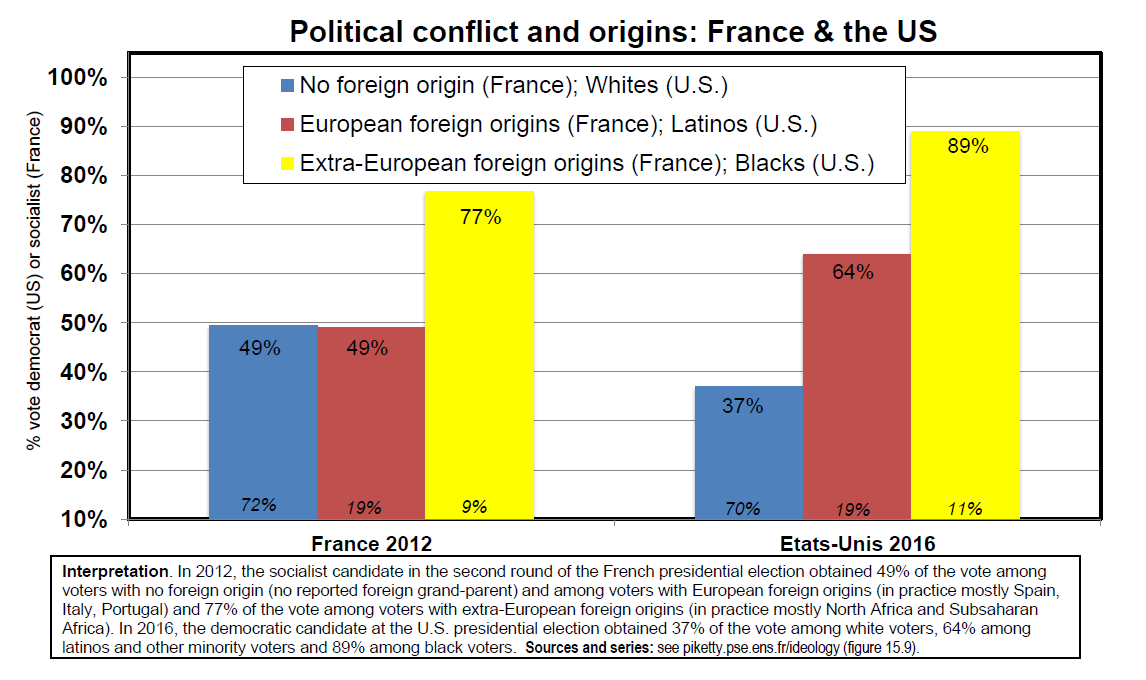 Political conflict and origins: France & the US
% vote democrat (US) or socialist (France)
100%
90%
80%
70%
60%
50%
40%
30%
20%
10%
No foreign origin (France); Whites (U.S.)
European foreign origins (France); Latinos (U.S.)
Extra-European foreign origins (France); Blacks (U.S.)
49%
49%
77%
37%
64%
89%
72%
19%
9%
70%
19%
11%
France 2012
Etats-Unis 2016
Interpretation. In 2012, the socialist candidate in the second round of the French presidential election obtained 49% of the vote among
voters with no foreign origin (no reported foreign grand-parent) and among voters with European foreign origins (in practice mostly Spain,
Italy, Portugal) and 77% of the vote among voters with extra-European foreign origins (in practice mostly North Africa and Subsaharan
Africa). In 2016, the democratic candidate at the U.S. presidential election obtained 37% of the vote among white voters, 64% among
latinos and other minority voters and 89% among black voters. Sources and series: see piketty.pse.ens.fr/ideology (figure 15.9).